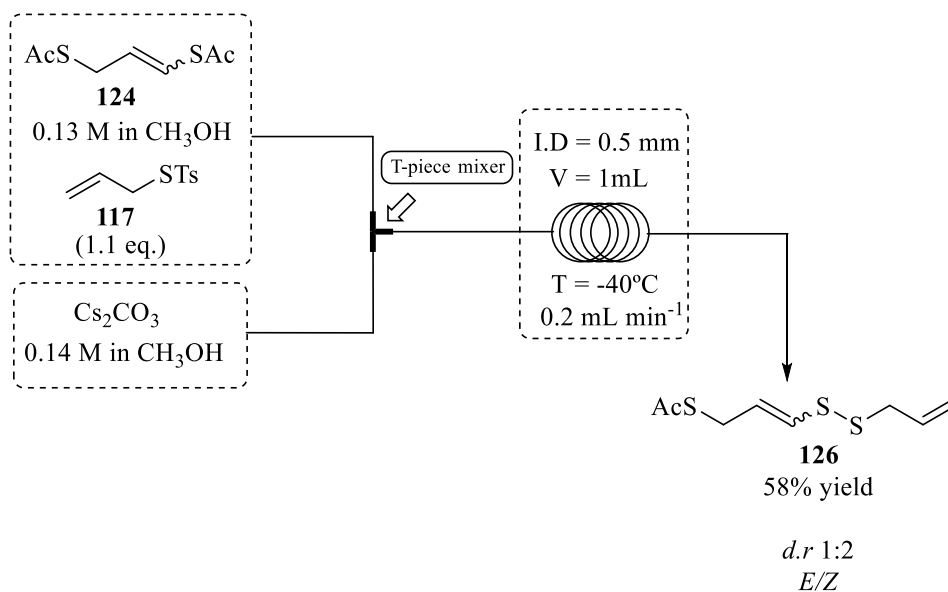 AcS SAc
124
0.13 M in CH₃OH
STs
117
(1.1 eq.)
Cs₂CO₃
0.14 M in CH₃OH
T-piece mixer
I.D = 0.5 mm
V = 1mL
T = -40ºC
0.2 mL min⁻¹
AcS S S
126
58% yield
d.r 1:2
E/Z